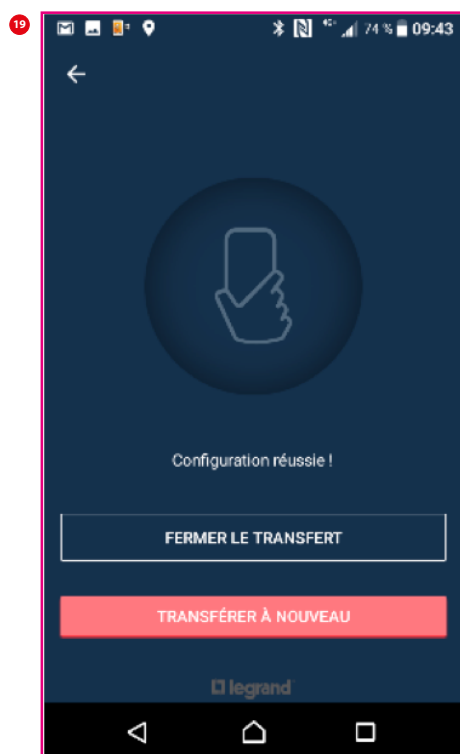 19
74 % 09:43
Configuration réussie !
FERMER LE TRANSFERT
TRANSFÉRER À NOUVEAU
legrand